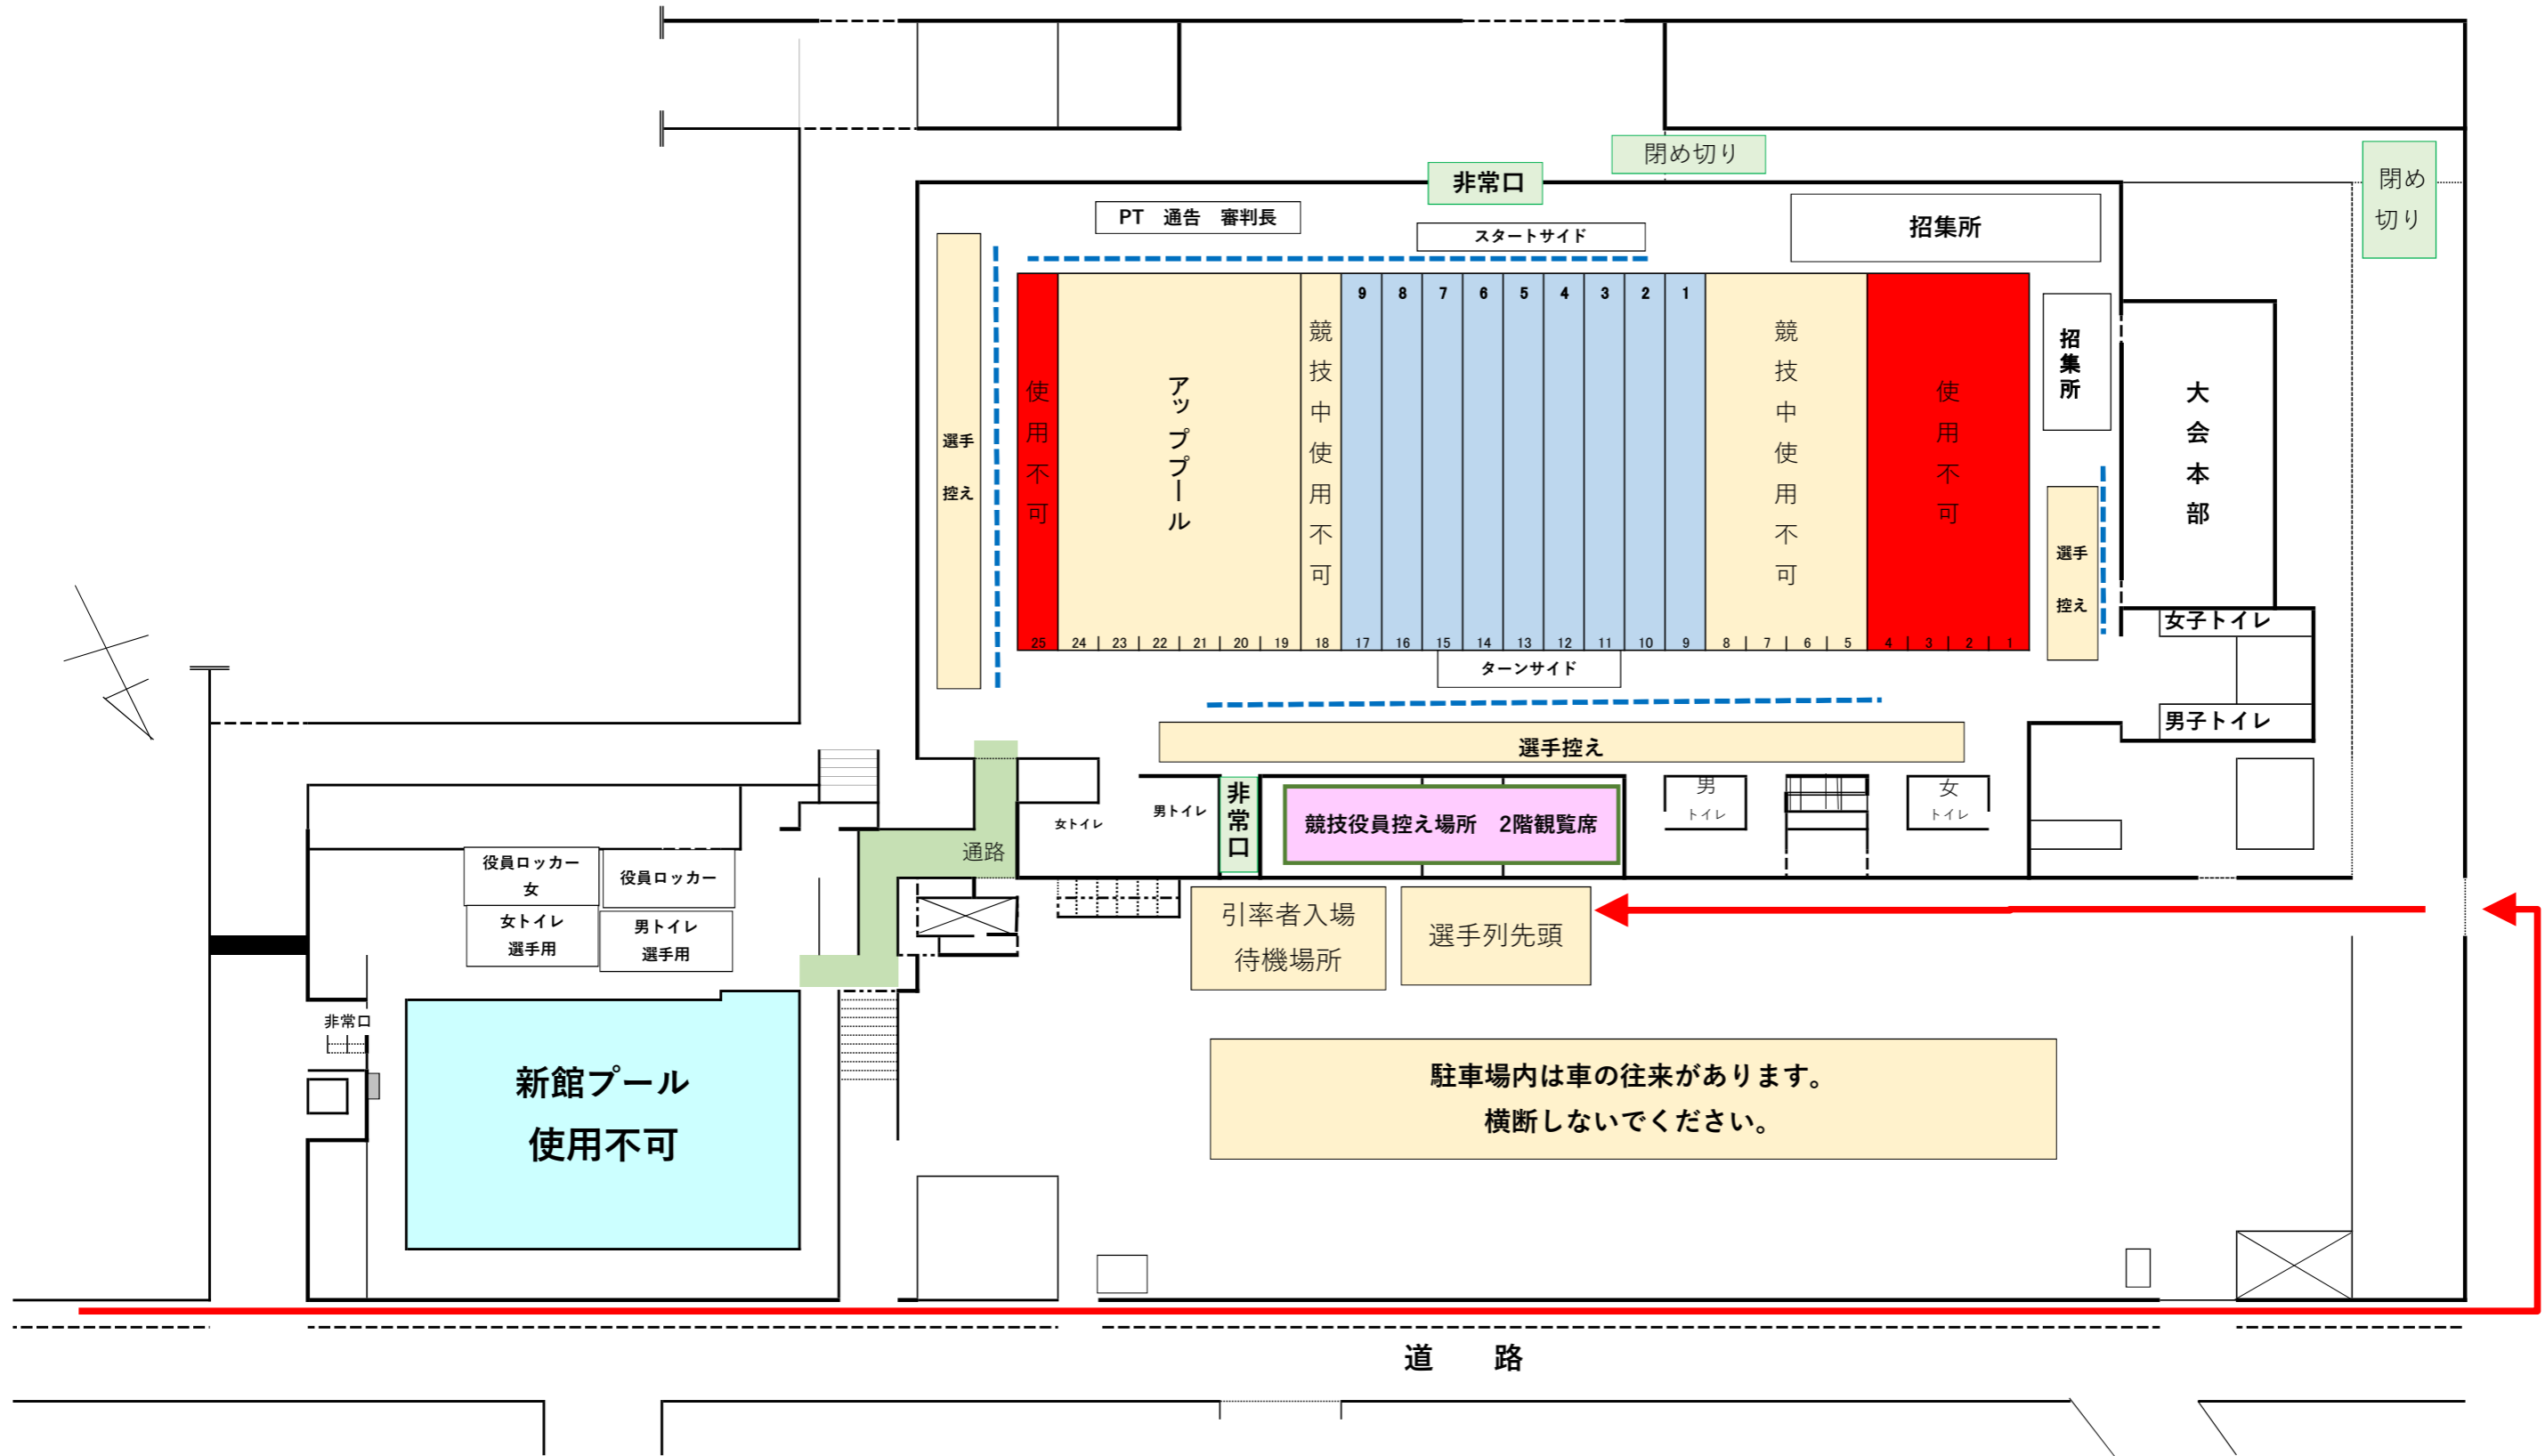 閉め切り
閉め
切り
非常口
PT 通告 審判長
スタートサイド
招集所
9 8 7 6 5 4 3 2 1
使用不可
アッププール
競技中使用不可
競技中使用不可
使用不可
招集所
大会本部
選手
控え
選手
控え
25 24 23 22 21 20 19 18 17 16 15 14 13 12 11 10 9 8 7 6 5 4 3 2 1
ターンサイド
女子トイレ
男子トイレ
選手控え
女トイレ
男トイレ
非常口
競技役員控え場所 2階観覧席
男
トイレ
女
トイレ
通路
役員ロッカー
女
役員ロッカー
女トイレ
選手用
男トイレ
選手用
引率者入場
待機場所
選手列先頭
非常口
新館プール
使用不可
駐車場内は車の往来があります。
横断しないでください。
道 路